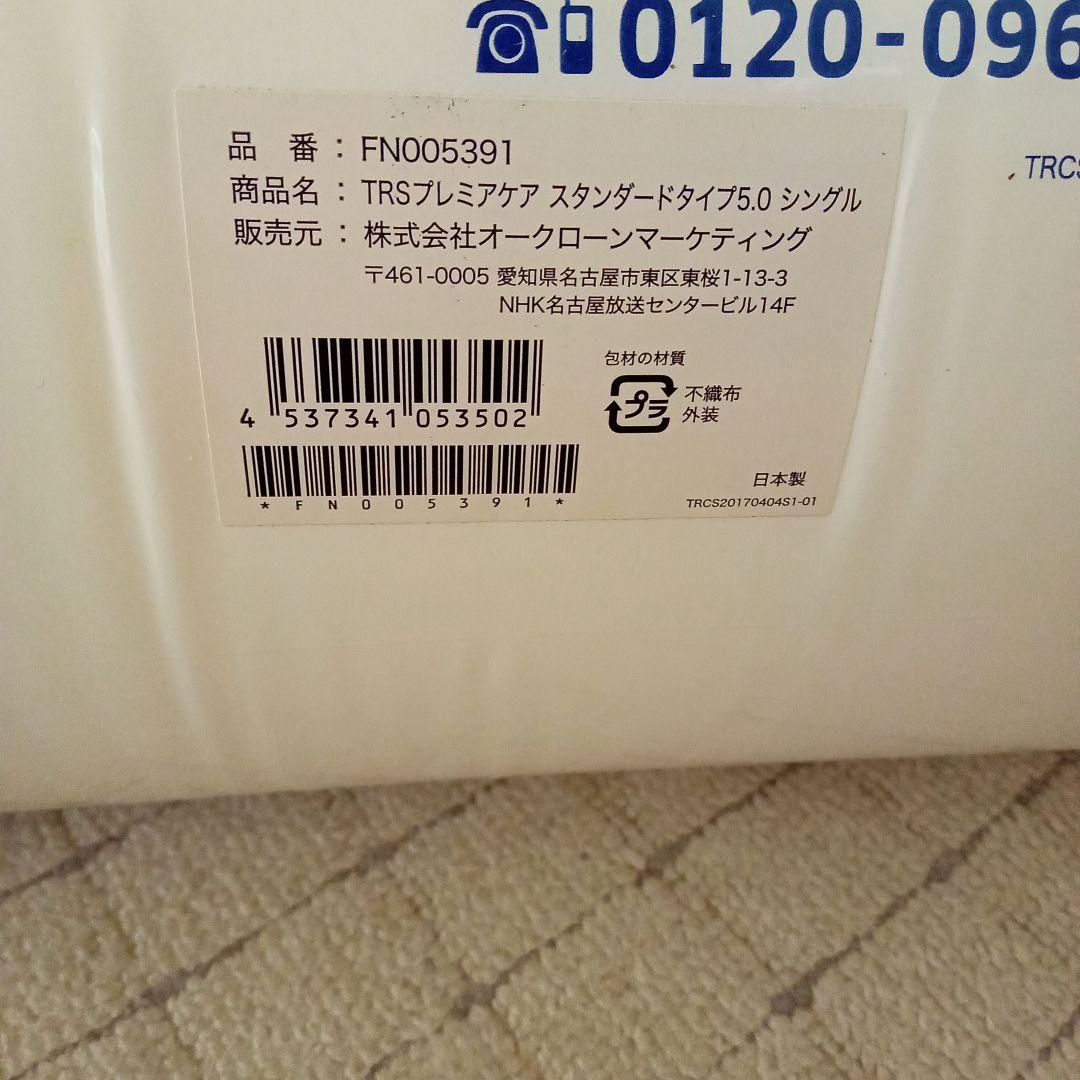 0120-096
TRCS
品 番 : FN005391
商品名 : TRSプレミアケア スタンダードタイプ5.0 シングル
販売元 : 株式会社オークローンマーケティング
〒461-0005 愛知県名古屋市東区東桜1-13-3
NHK名古屋放送センタービル14F
包材の材質
プラ
不織布
外装
4 537341 053502
*FN005391*
日本製
TRCS20170404S1-01